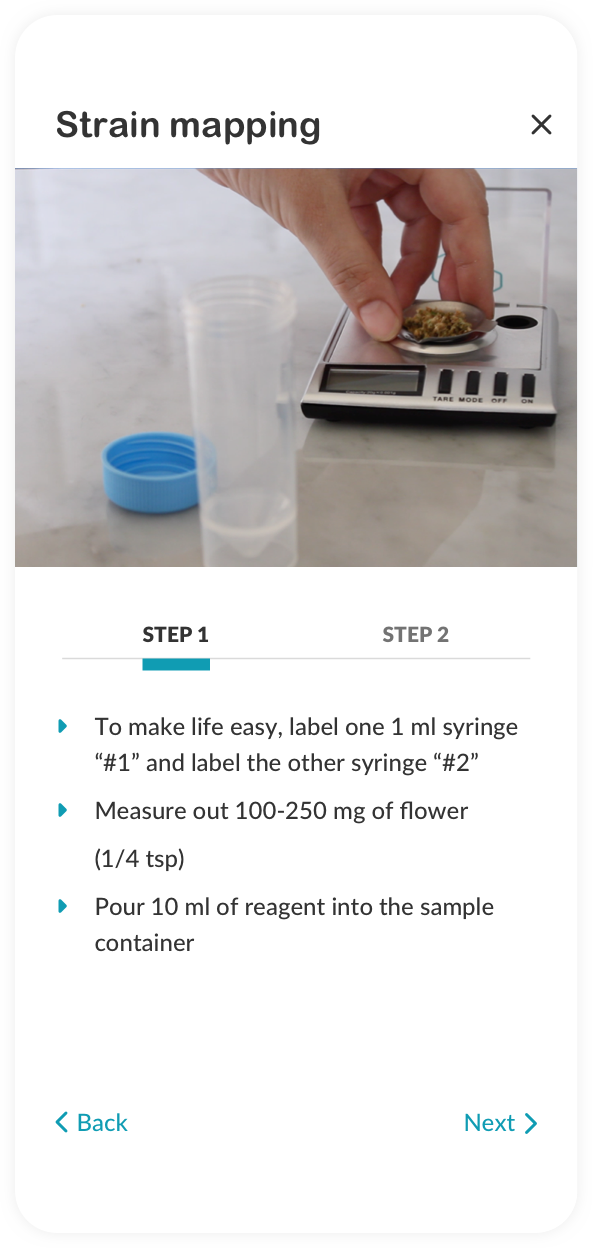 Strain mapping
TARE MODE OFF ON
STEP 1
STEP 2
To make life easy, label one 1 ml syringe
“#1” and label the other syringe “#2”
Measure out 100-250 mg of flower
(1/4 tsp)
Pour 10 ml of reagent into the sample
container
Back
Next